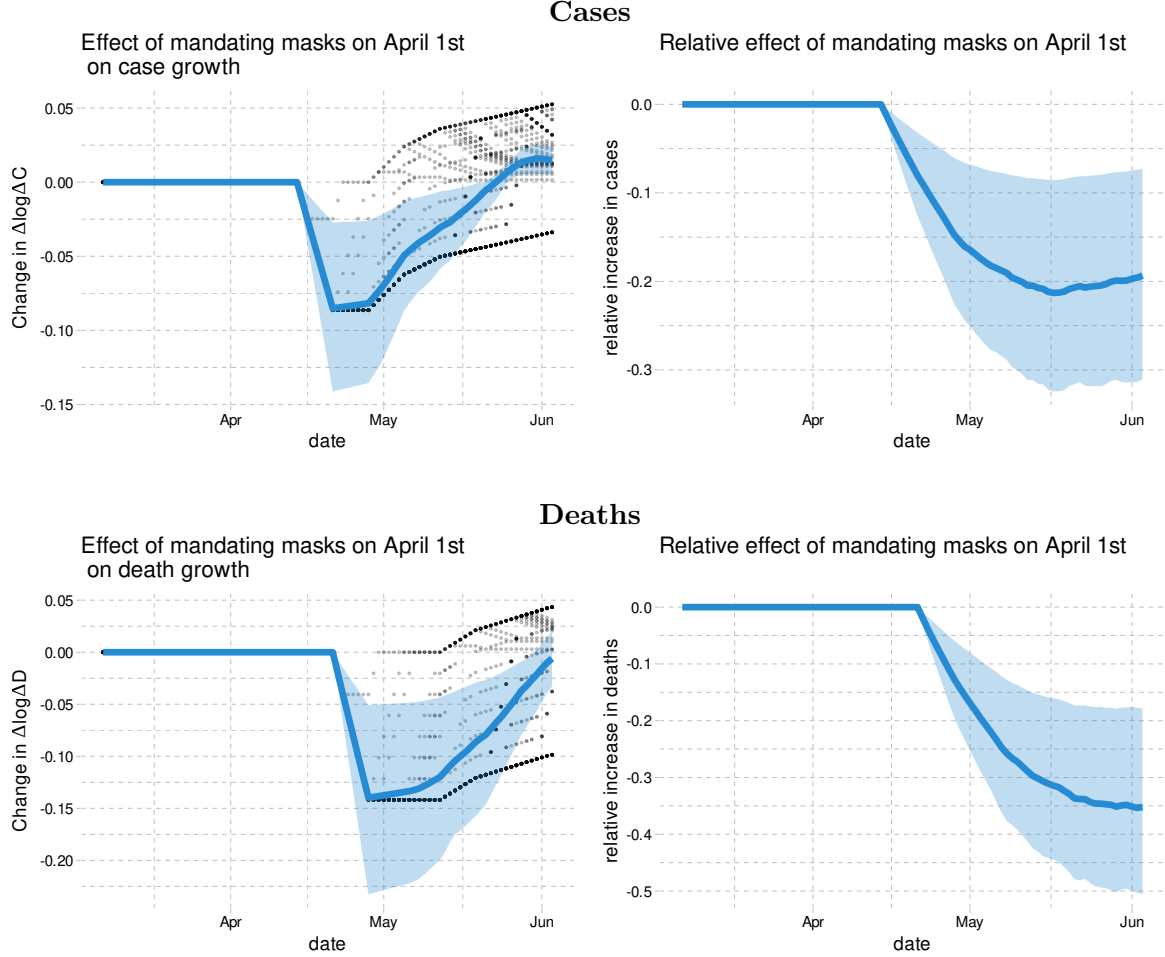 Cases
Effect of mandating masks on April 1st
on case growth
Relative effect of mandating masks on April 1st
0.05
0.00
-0.05
-0.10
-0.15
Change in ΔlogΔC
Apr
May
Jun
date
0.0
-0.1
-0.2
-0.3
relative increase in cases
Apr
May
Jun
date
Deaths
Effect of mandating masks on April 1st
on death growth
Relative effect of mandating masks on April 1st
0.05
0.00
-0.05
-0.10
-0.15
-0.20
Change in ΔlogΔD
Apr
May
Jun
date
0.0
-0.1
-0.2
-0.3
-0.4
-0.5
relative increase in deaths
Apr
May
Jun
date